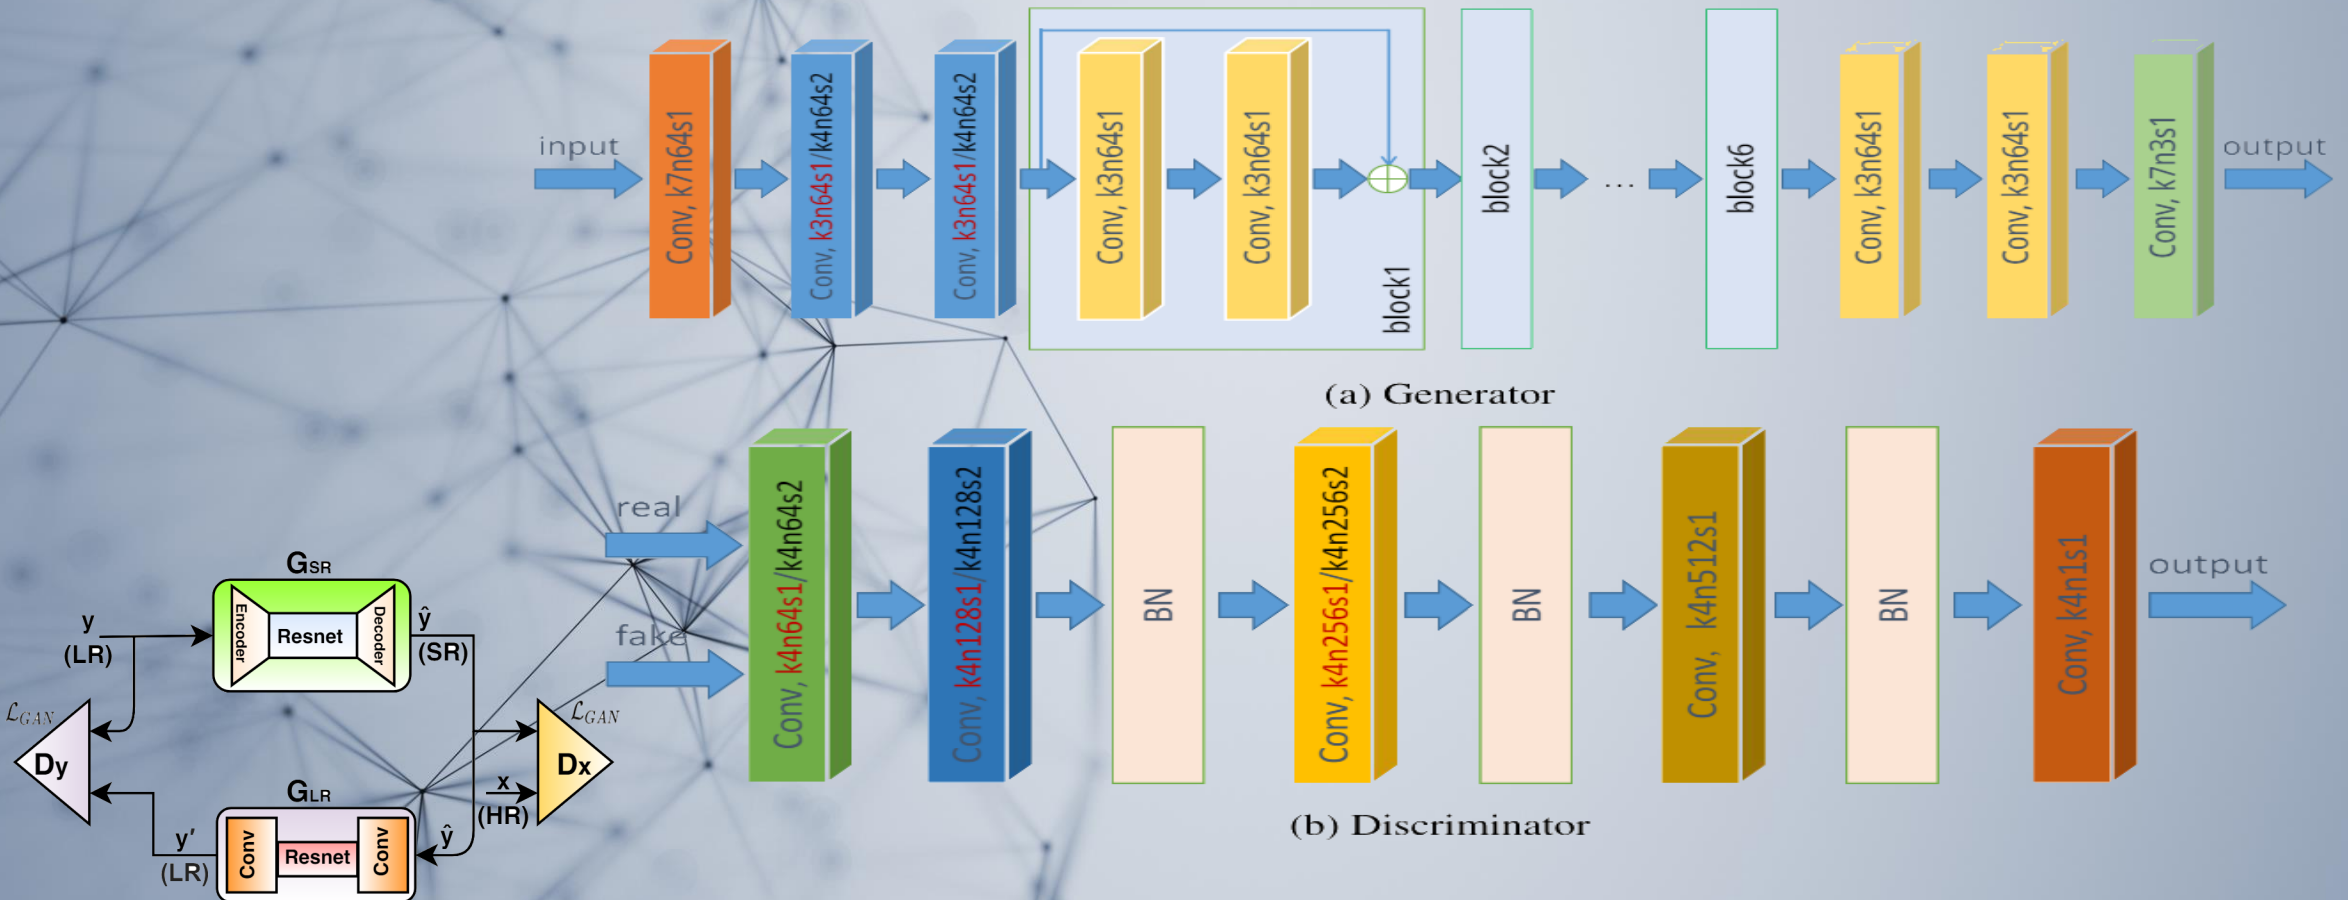 input
Conv, k7n64s1
Conv, k3n64s1/k4n64s2
Conv, k3n64s1/k4n64s2
Conv, k3n64s1
Conv, k3n64s1
block1
block2
...
block6
Conv, k3n64s1
Conv, k3n64s1
Conv, k7n3s1
output
(a) Generator
real
fake
Conv, k4n64s1/k4n64s2
Conv, k4n128s1/k4n128s2
BN
Conv, k4n256s1/k4n256s2
BN
Conv, k4n512s1
BN
Conv, k4n1s1
output
(b) Discriminator
GSR
y
(LR)
Encoder
Resnet
Decoder
ŷ
(SR)
ℒGAN
Dy
ℒGAN
Dx
x
(HR)
GLR
y′
(LR)
Conv
Resnet
Conv
ŷ